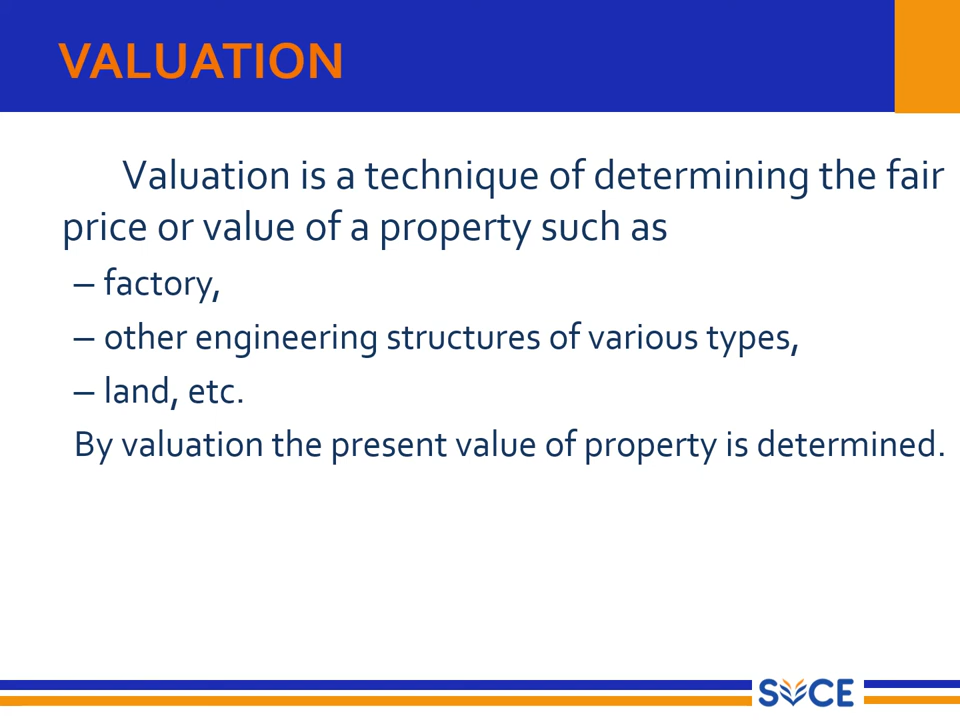 VALUATION
Valuation is a technique of determining the fair
price or value of a property such as
– factory,
– other engineering structures of various types,
– land, etc.
By valuation the present value of property is determined.
SVCE